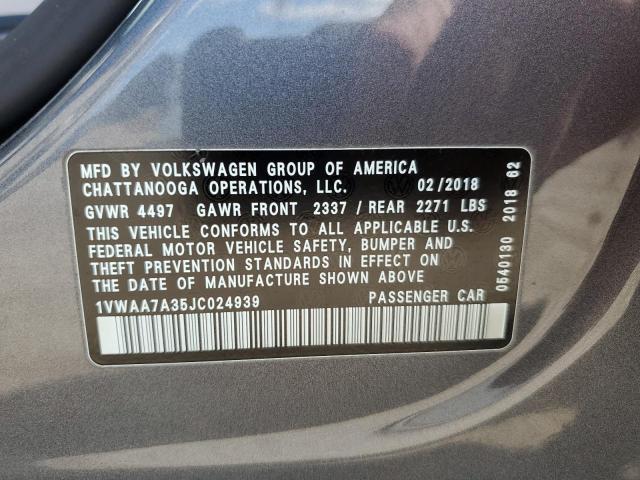 MFD BY VOLKSWAGEN GROUP OF AMERICA
CHATTANOOGA OPERATIONS, LLC. 02/2018
GVWR 4497 GAWR FRONT 2337 / REAR 2271 LBS
THIS VEHICLE CONFORMS TO ALL APPLICABLE U.S.
FEDERAL MOTOR VEHICLE SAFETY, BUMPER AND
THEFT PREVENTION STANDARDS IN EFFECT ON
THE DATE OF MANUFACTURE SHOWN ABOVE
1VWAA7A35JC024939 PASSENGER CAR
0540130 2018 62